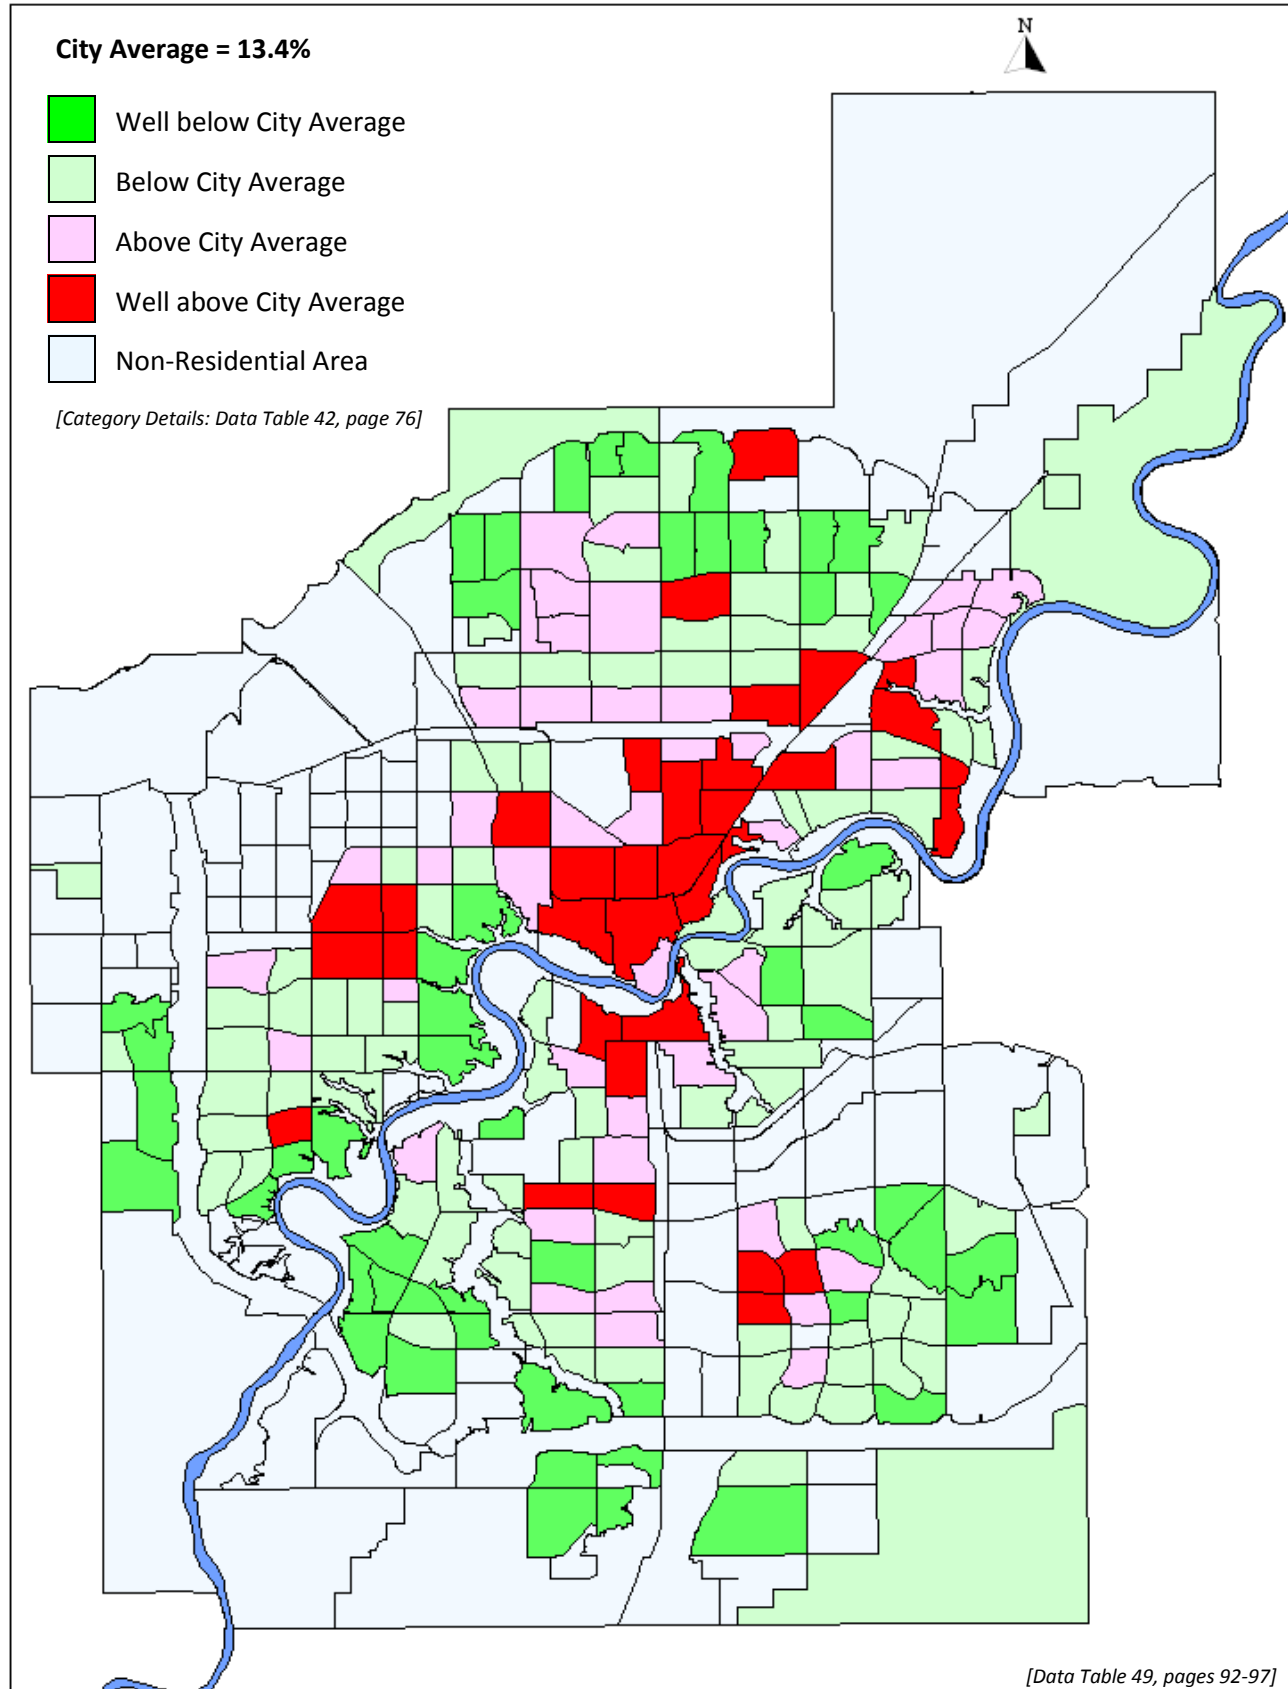 N
City Average = 13.4%
Well below City Average
Below City Average
Above City Average
Well above City Average
Non-Residential Area
[Category Details: Data Table 42, page 76]
[Data Table 49, pages 92-97]